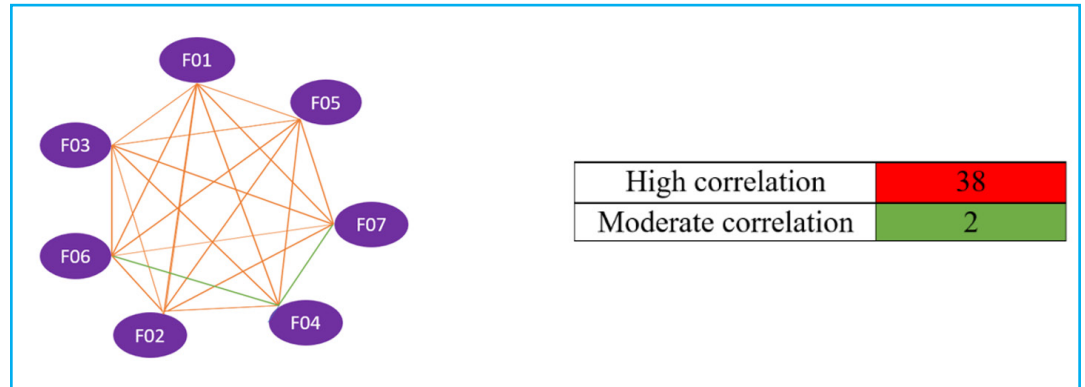 F01
F05
F03
F07
F06
F04
F02
High correlation 38
Moderate correlation 2